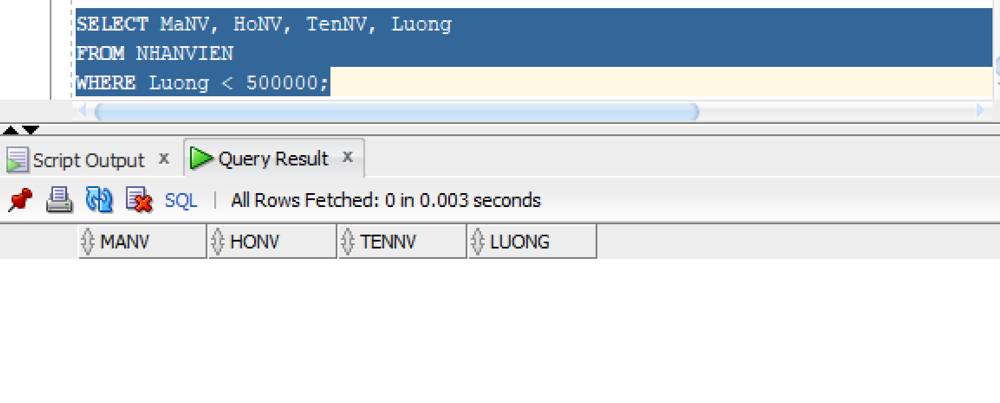 SELECT MaNV, HoNV, TenNV, Luong
FROM NHANVIEN
WHERE Luong < 500000;
Script Output x Query Result x
SQL | All Rows Fetched: 0 in 0.003 seconds
MANV HONV TENNV LUONG